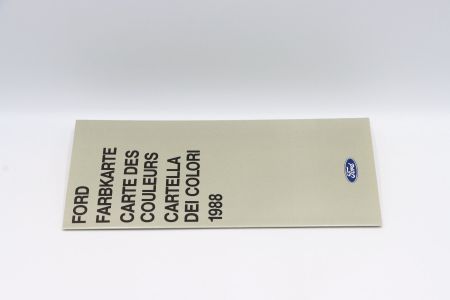 FORD
FARBKARTE
CARTE DES
COULEURS
CARTELLA
DEI COLORI
1988
Ford